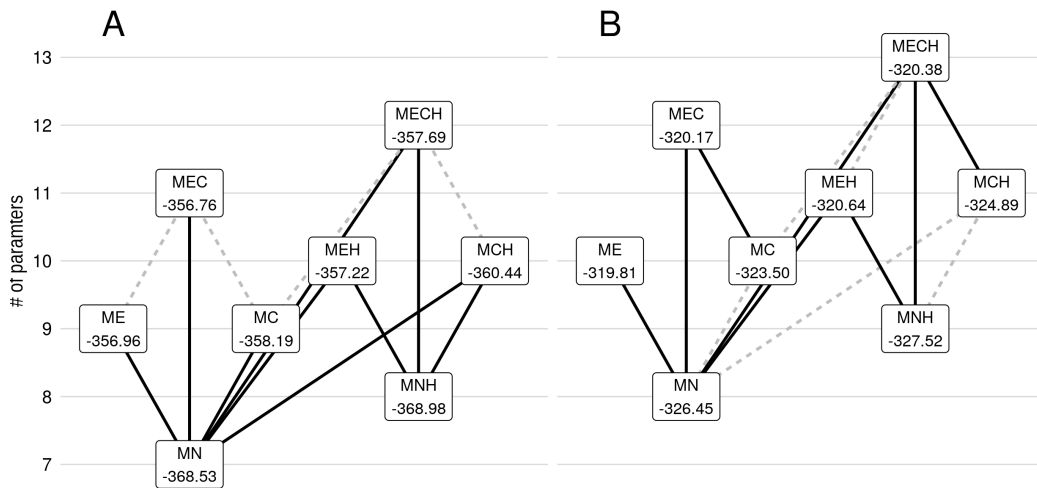 A
B
# of paramters
13
12
11
10
9
8
7
MECH
-357.69
MEC
-356.76
MEH
-357.22
MCH
-360.44
ME
-356.96
MC
-358.19
MNH
-368.98
MN
-368.53
MECH
-320.38
MEC
-320.17
MEH
-320.64
MCH
-324.89
ME
-319.81
MC
-323.50
MNH
-327.52
MN
-326.45